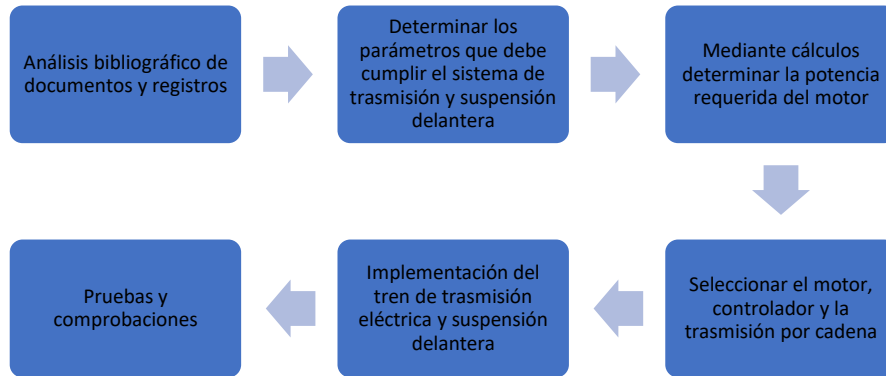 Análisis bibliográfico de
documentos y registros
Determinar los
parámetros que debe
cumplir el sistema de
trasmisión y suspensión
delantera
Mediante cálculos
determinar la potencia
requerida del motor
Seleccionar el motor,
controlador y la
trasmisión por cadena
Implementación del
tren de trasmisión
eléctrica y suspensión
delantera
Pruebas y
comprobaciones